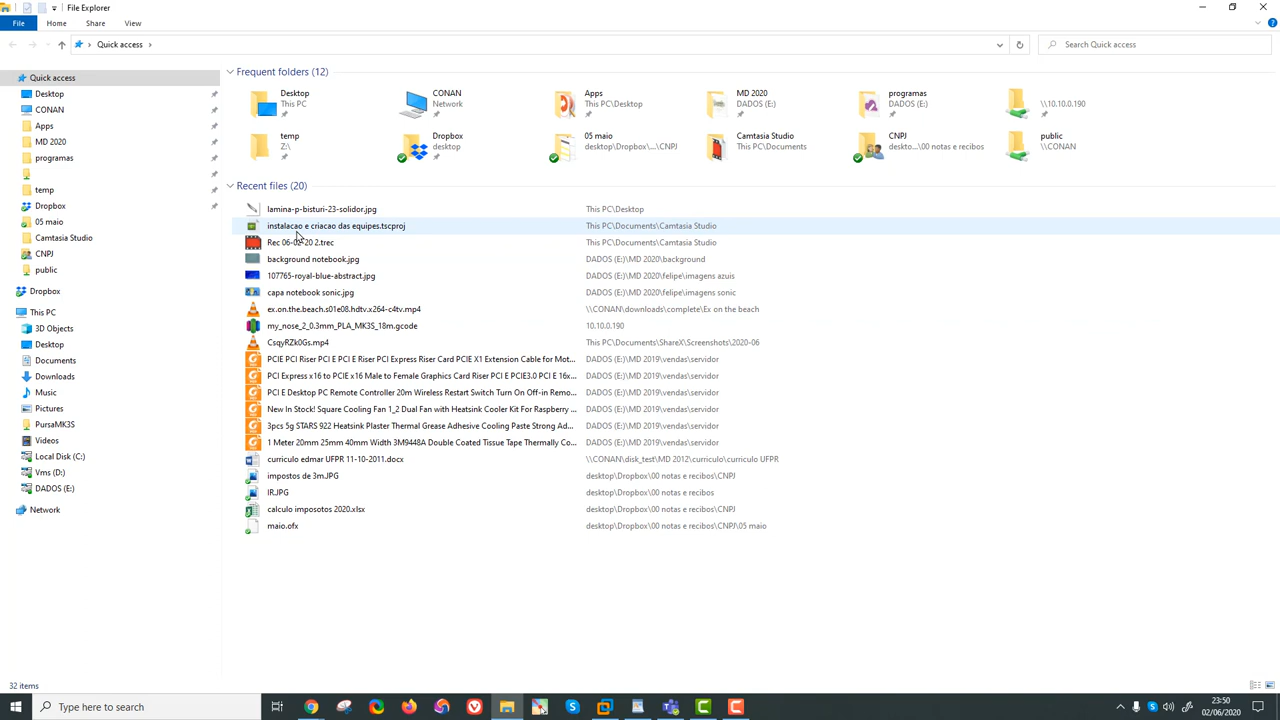 File Explorer
File Home Share View
Quick access
Search Quick access
Quick access
Desktop
CONAN
Apps
MD 2020
programas
temp
Dropbox
05 maio
Camtasia Studio
CNPJ
public
Dropbox
This PC
3D Objects
Desktop
Documents
Downloads
Music
Pictures
PursaMK3S
Videos
Local Disk (C:)
Vms (D:)
DADOS (E:)
Network
Frequent folders (12)
Desktop
This PC
CONAN
Network
Apps
This PC\Desktop
MD 2020
DADOS (E:)
programas
DADOS (E:)
\\10.10.0.190
temp
Z:\
Dropbox
desktop
05 maio
desktop\Dropbox\...\CNPJ
Camtasia Studio
This PC\Documents
CNPJ
deskto...\00 notas e recibos
public
\\CONAN
Recent files (20)
lamina-p-bisturi-23-solidor.jpg This PC\Desktop
instalacao e criacao das equipes.tscproj This PC\Documents\Camtasia Studio
Rec 06-02-20 2.trec This PC\Documents\Camtasia Studio
background notebook.jpg DADOS (E:)\MD 2020\background
107765-royal-blue-abstract.jpg DADOS (E:)\MD 2020\felipe\imagens azuis
capa notebook sonic.jpg DADOS (E:)\MD 2020\felipe\imagens sonic
ex.on.the.beach.s01e08.hdtv.x264-c4tv.mp4 \\CONAN\downloads\complete\Ex on the beach
my_nose_2_0.3mm_PLA_MK3S_18m.gcode 10.10.0.190
CsqyRZk0Gs.mp4 This PC\Documents\ShareX\Screenshots\2020-06
PCIE PCI Riser PCI E PCI E Riser PCI Express Riser Card PCIE X1 Extension Cable for Mot... DADOS (E:)\MD 2019\vendas\servidor
PCI Express x16 to PCIE x16 Male to Female Graphics Card Riser PCI E PCIE3.0 PCI E 16x... DADOS (E:)\MD 2019\vendas\servidor
PCI E Desktop PC Remote Controller 20m Wireless Restart Switch Turn On Off-in Remo... DADOS (E:)\MD 2019\vendas\servidor
New In Stock! Square Cooling Fan 1_2 Dual Fan with Heatsink Cooler Kit For Raspberry ... DADOS (E:)\MD 2019\vendas\servidor
3pcs 5g STARS 922 Heatsink Plaster Thermal Grease Adhesive Cooling Paste Strong Ad... DADOS (E:)\MD 2019\vendas\servidor
1 Meter 20mm 25mm 40mm Width 3M9448A Double Coated Tissue Tape Thermally Co... DADOS (E:)\MD 2019\vendas\servidor
curriculo edmar UFPR 11-10-2011.docx \\CONAN\disk_test\MD 2012\curriculo\curriculo UFPR
impostos de 3m.JPG desktop\Dropbox\00 notas e recibos\CNPJ
IR.JPG desktop\Dropbox\00 notas e recibos
calculo imposotos 2020.xlsx desktop\Dropbox\00 notas e recibos\CNPJ
maio.ofx desktop\Dropbox\00 notas e recibos\CNPJ\05 maio
32 items
Type here to search
23:50
02/06/2020